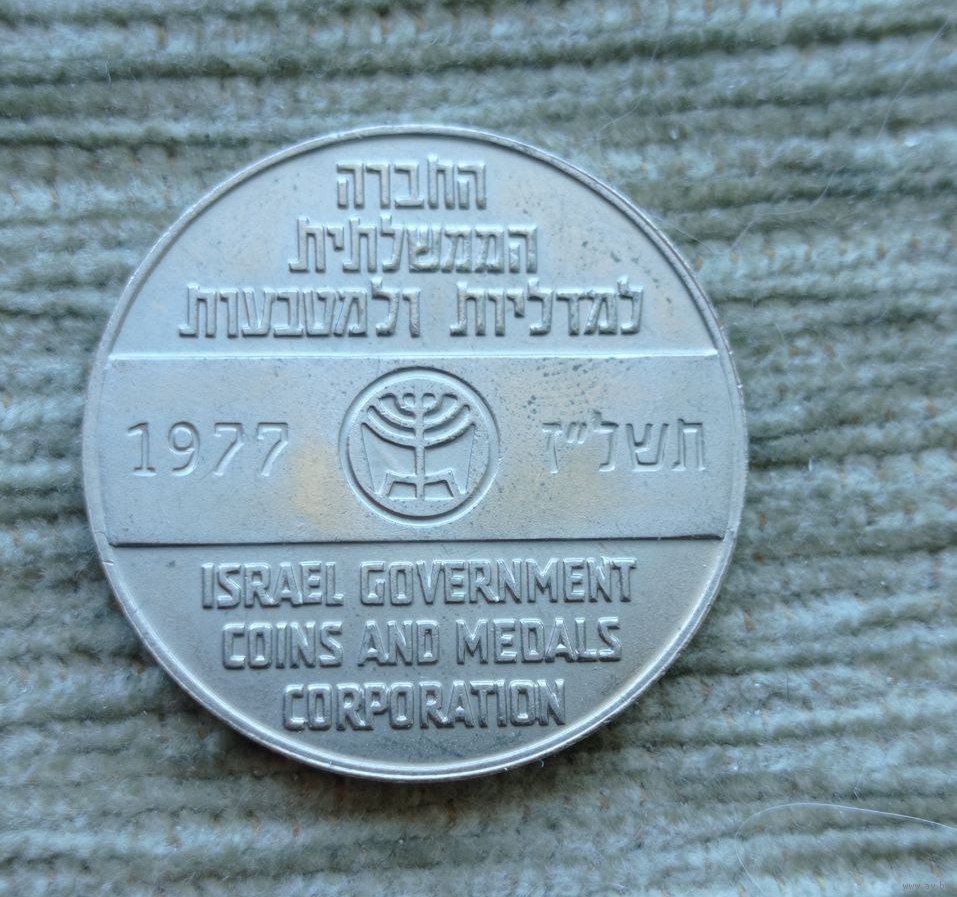 החברה
הממשלתית
למדליות ולמטבעות
1977 תשל״ז
ISRAEL GOVERNMENT
COINS AND MEDALS
CORPORATION